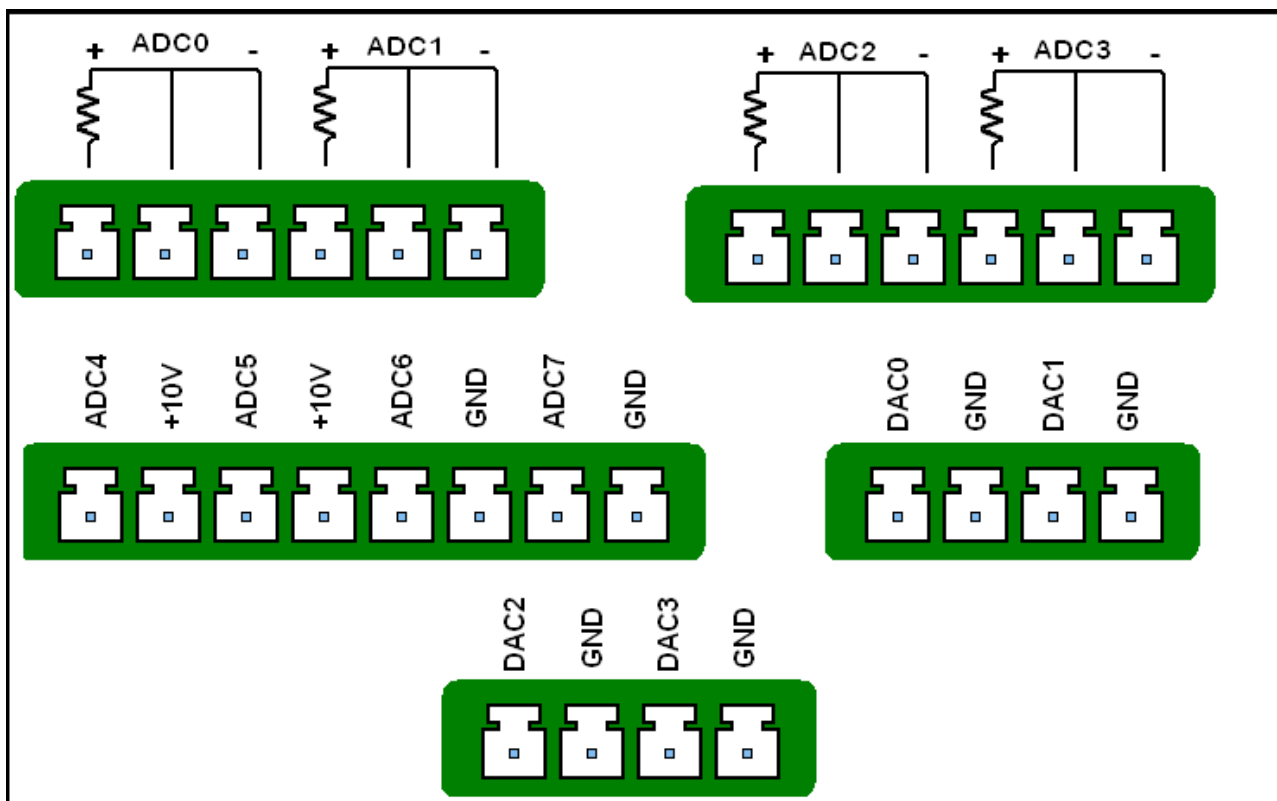 + ADC0 - + ADC1 -
+ ADC2 - + ADC3 -
ADC4 +10V ADC5 +10V ADC6 GND ADC7 GND
DAC0 GND DAC1 GND
DAC2 GND DAC3 GND